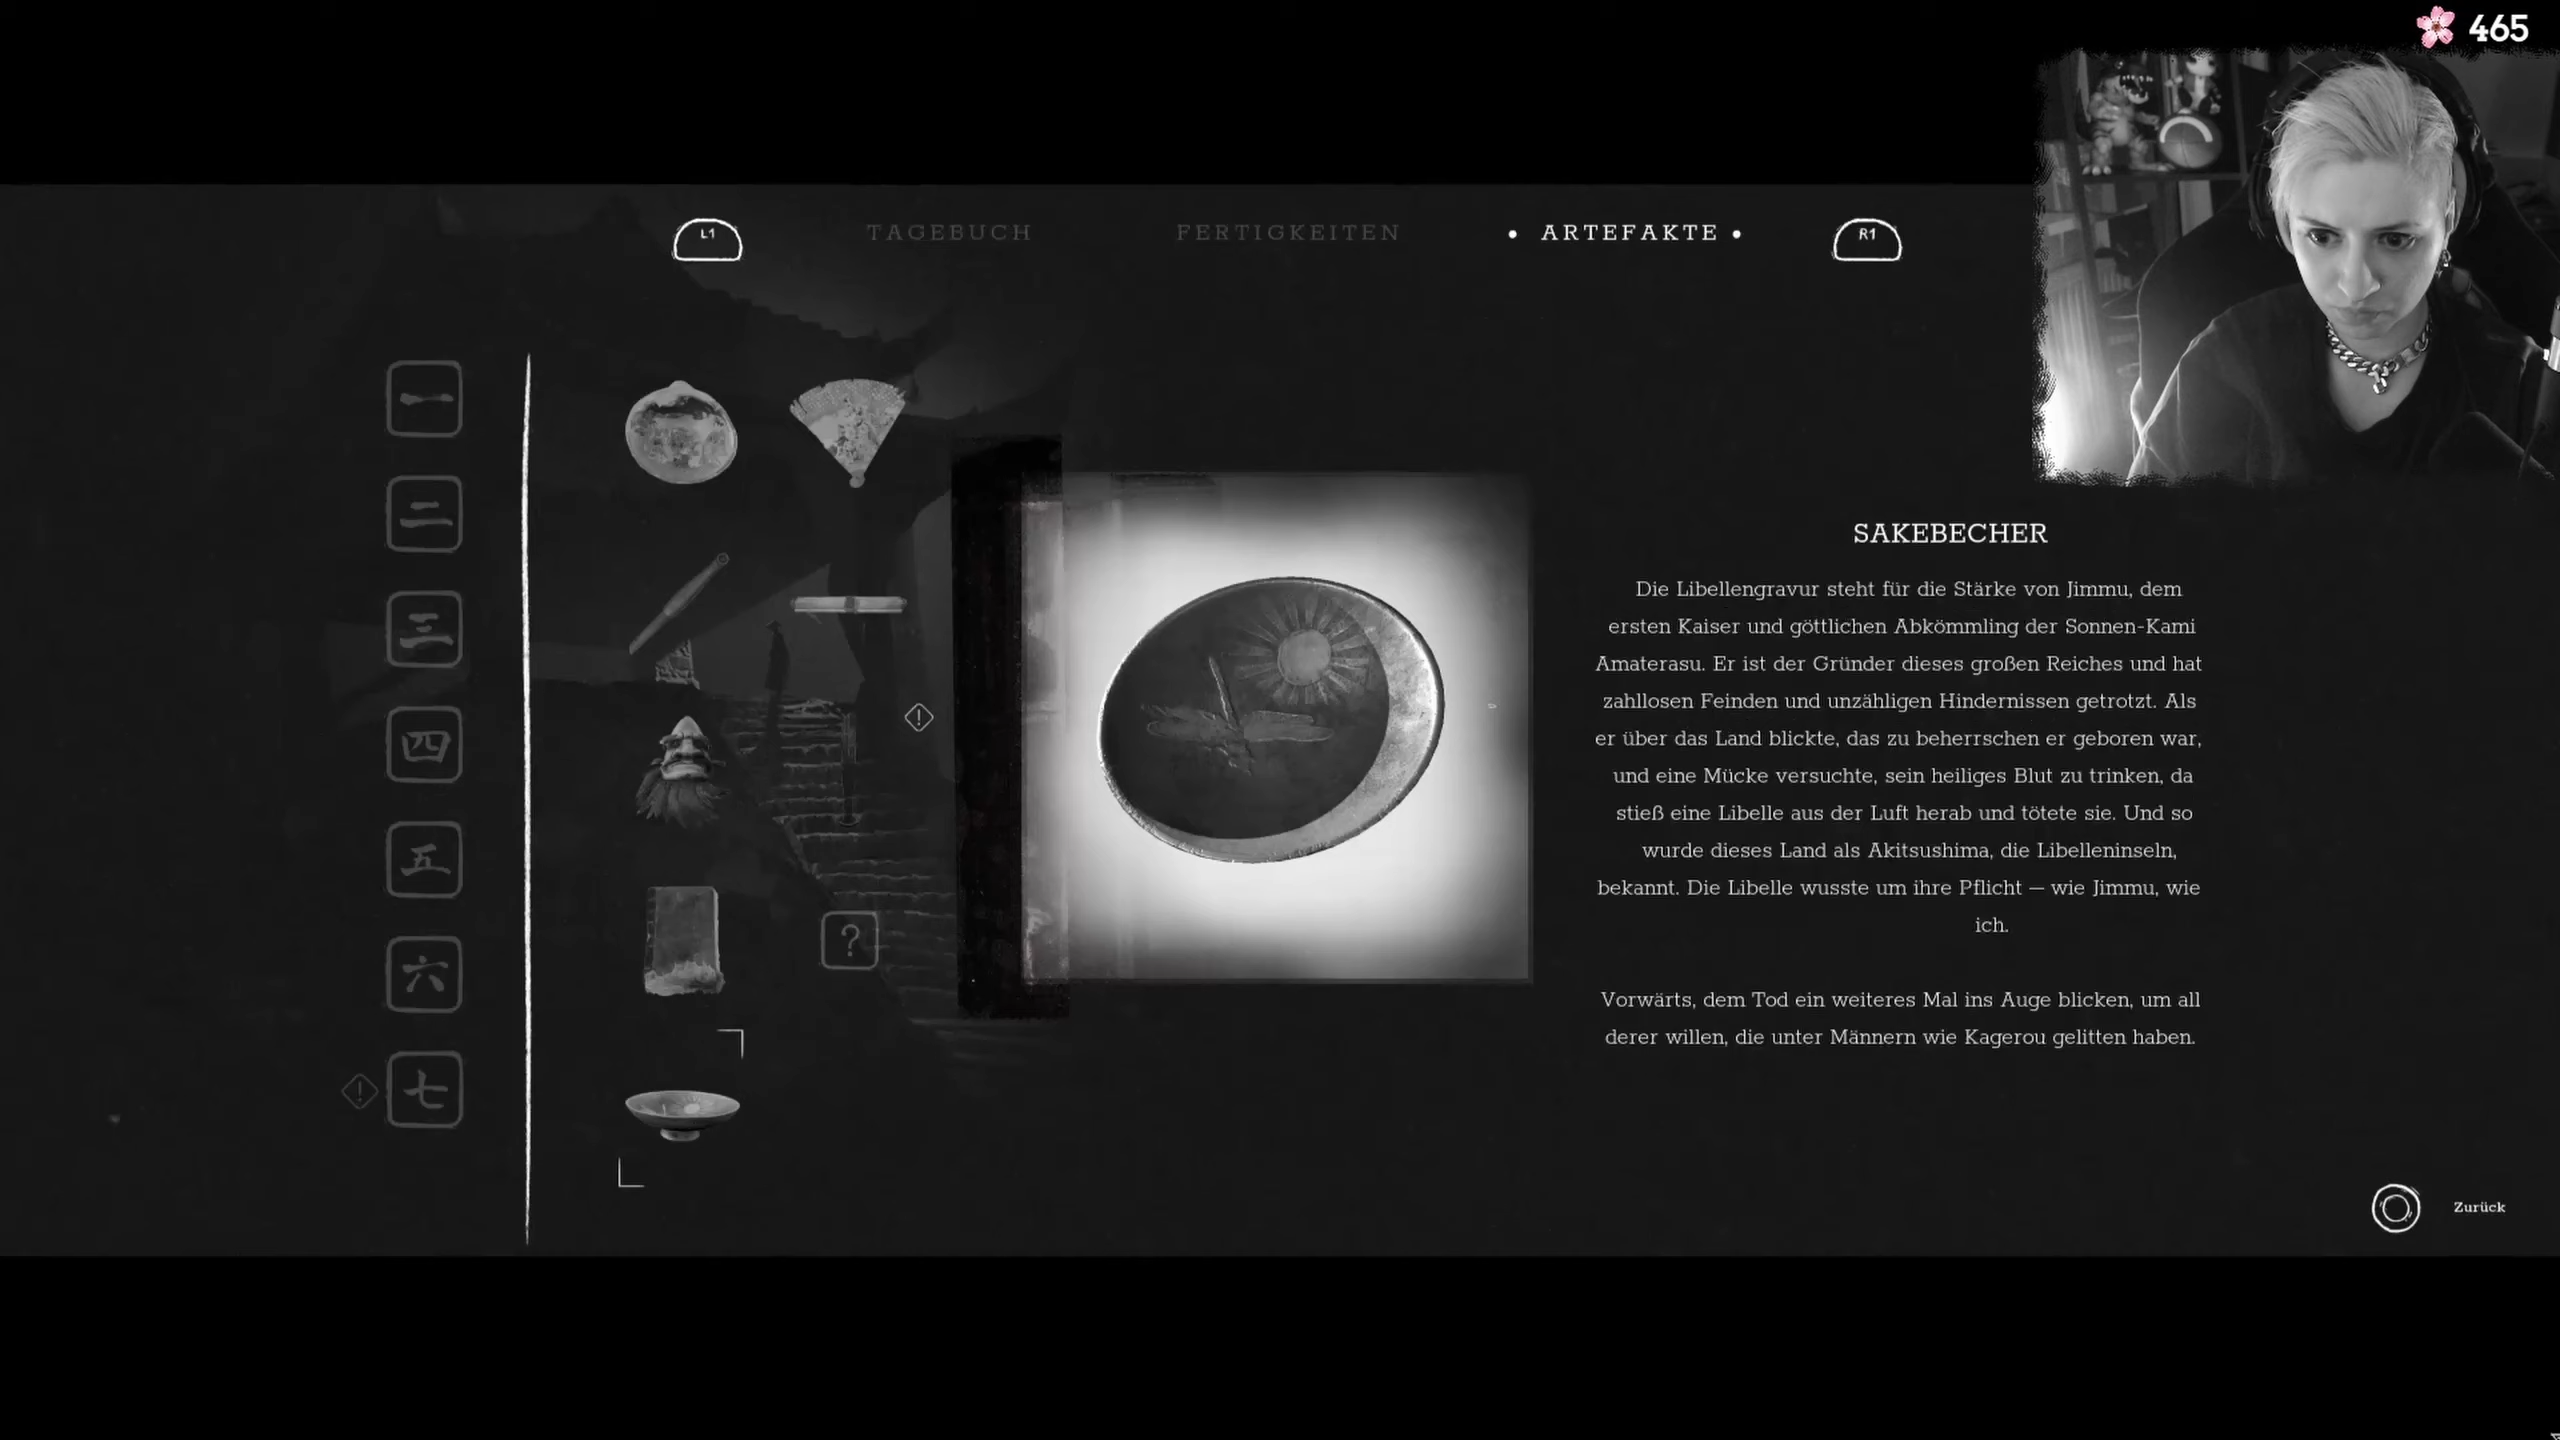 465
L1
TAGEBUCH
FERTIGKEITEN
• ARTEFAKTE •
R1
一
二
三
四
五
六
!
七
!
?
SAKEBECHER
Die Libellengravur steht für die Stärke von Jimmu, dem
ersten Kaiser und göttlichen Abkömmling der Sonnen-Kami
Amaterasu. Er ist der Gründer dieses großen Reiches und hat
zahllosen Feinden und unzähligen Hindernissen getrotzt. Als
er über das Land blickte, das zu beherrschen er geboren war,
und eine Mücke versuchte, sein heiliges Blut zu trinken, da
stieß eine Libelle aus der Luft herab und tötete sie. Und so
wurde dieses Land als Akitsushima, die Libelleninseln,
bekannt. Die Libelle wusste um ihre Pflicht – wie Jimmu, wie
ich.
Vorwärts, dem Tod ein weiteres Mal ins Auge blicken, um all
derer willen, die unter Männern wie Kagerou gelitten haben.
Zurück